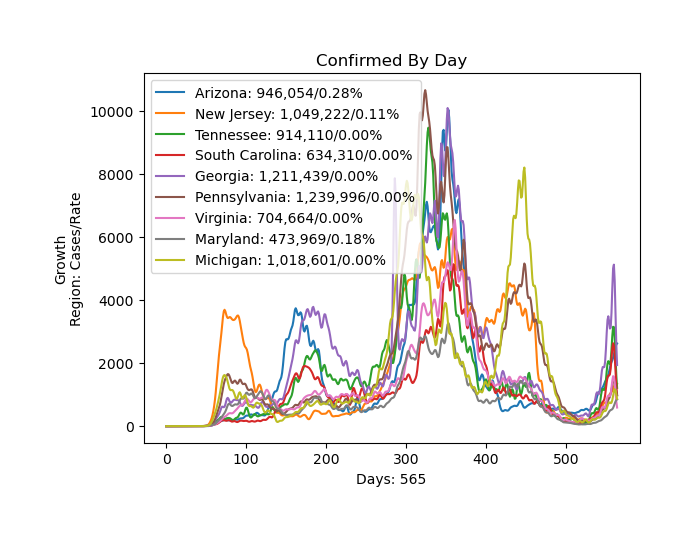 Confirmed By Day
Arizona: 946,054/0.28%
New Jersey: 1,049,222/0.11%
Tennessee: 914,110/0.00%
South Carolina: 634,310/0.00%
Georgia: 1,211,439/0.00%
Pennsylvania: 1,239,996/0.00%
Virginia: 704,664/0.00%
Maryland: 473,969/0.18%
Michigan: 1,018,601/0.00%
Growth
Region: Cases/Rate
10000
8000
6000
4000
2000
0
0 100 200 300 400 500
Days: 565